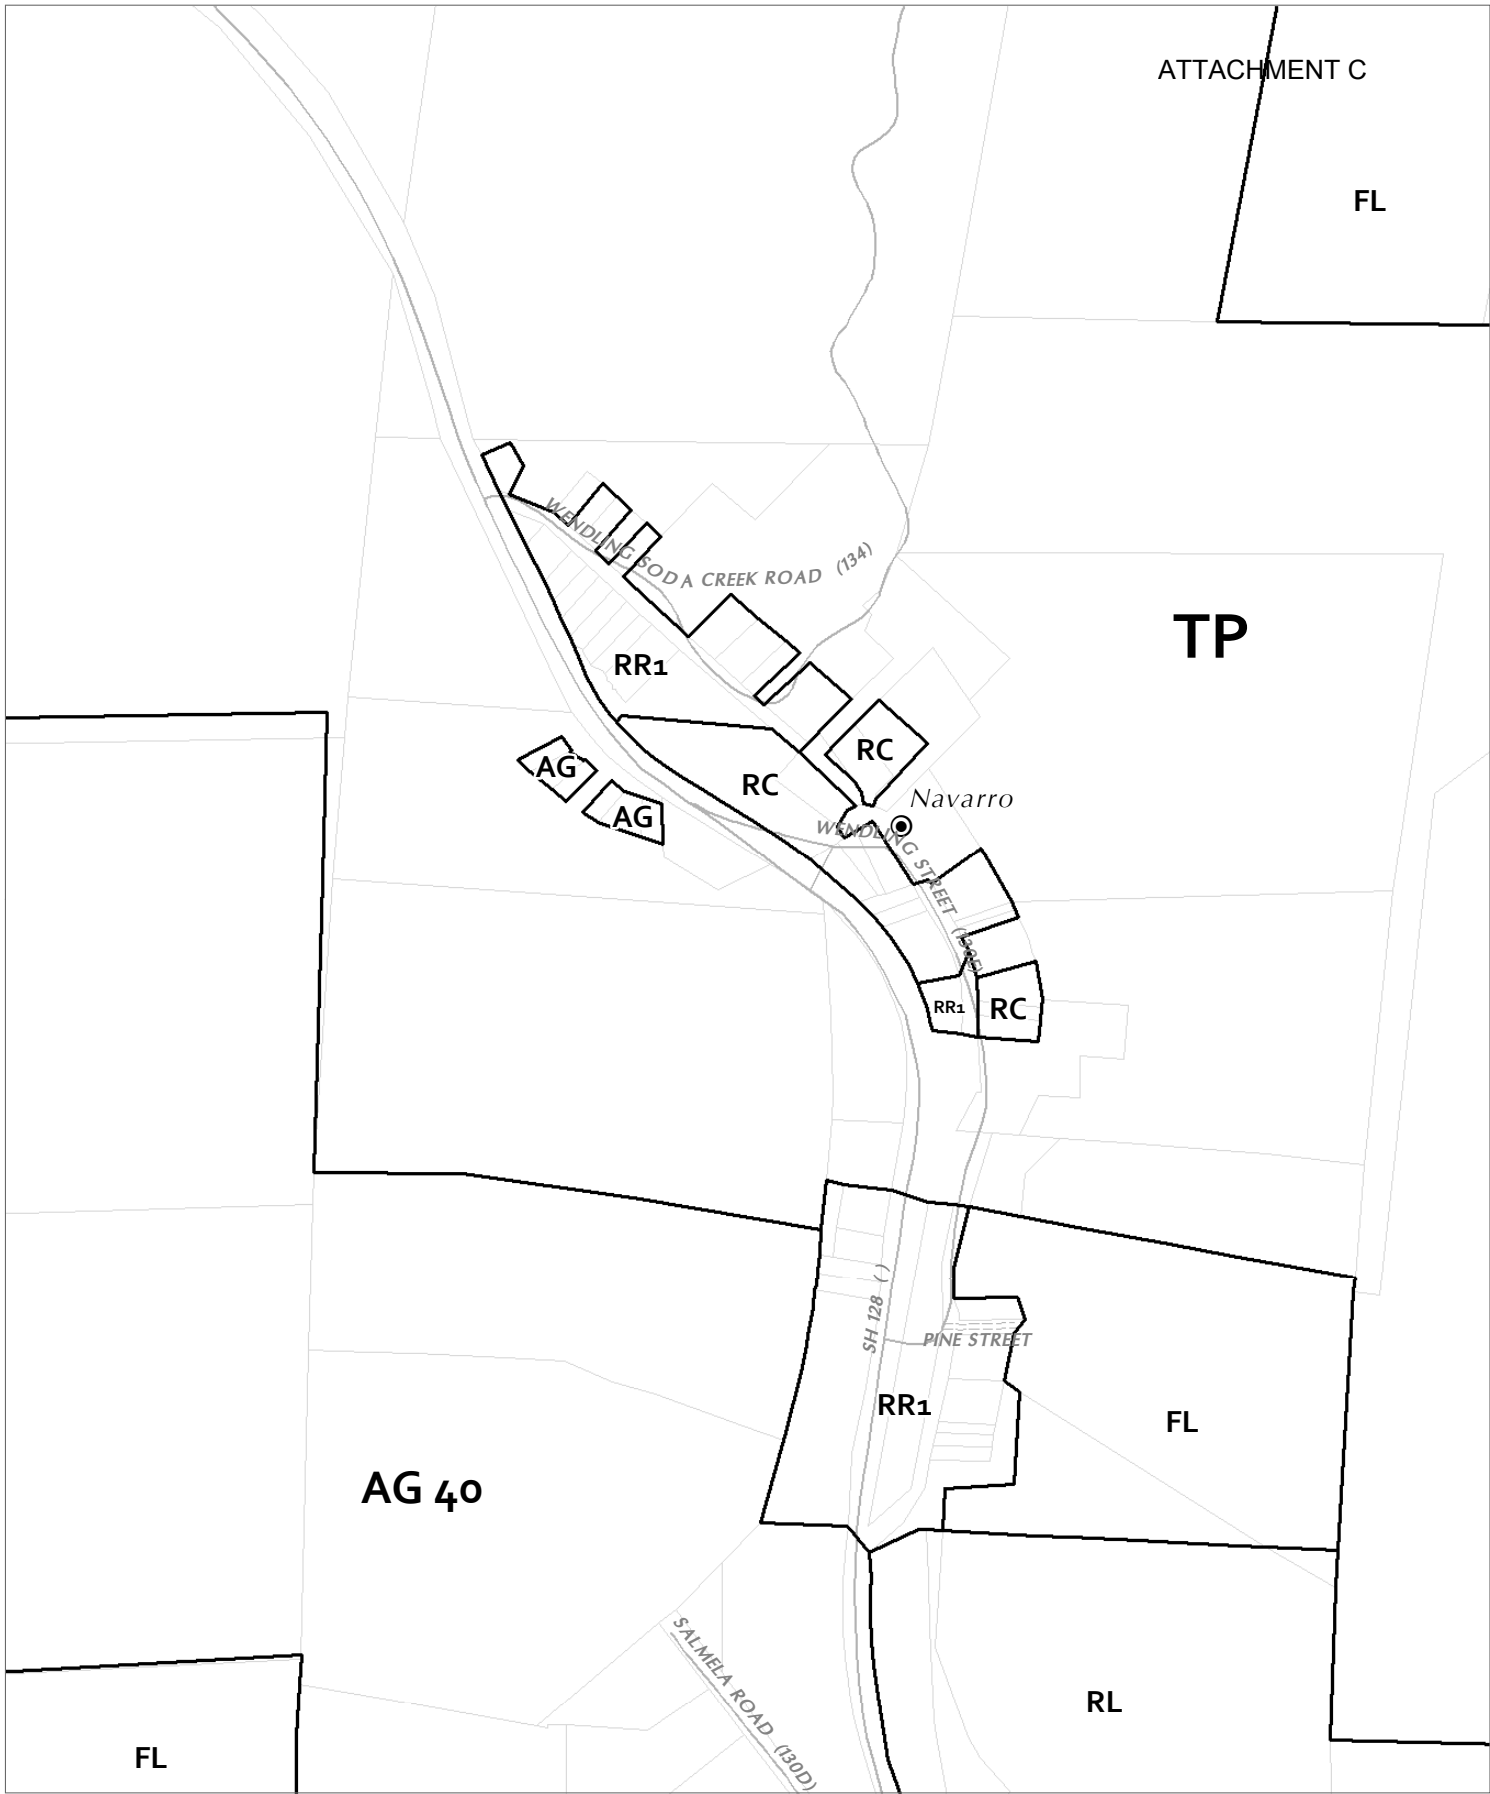 ATTACHMENT C
FL
WENDLING SODA CREEK ROAD (134)
TP
RR1
RC
AG
RC
Navarro
AG
WENDLING STREET (130E)
RR1
RC
SH 128 ( )
PINE STREET
RR1
FL
AG 40
SALMELA ROAD (130D)
RL
FL